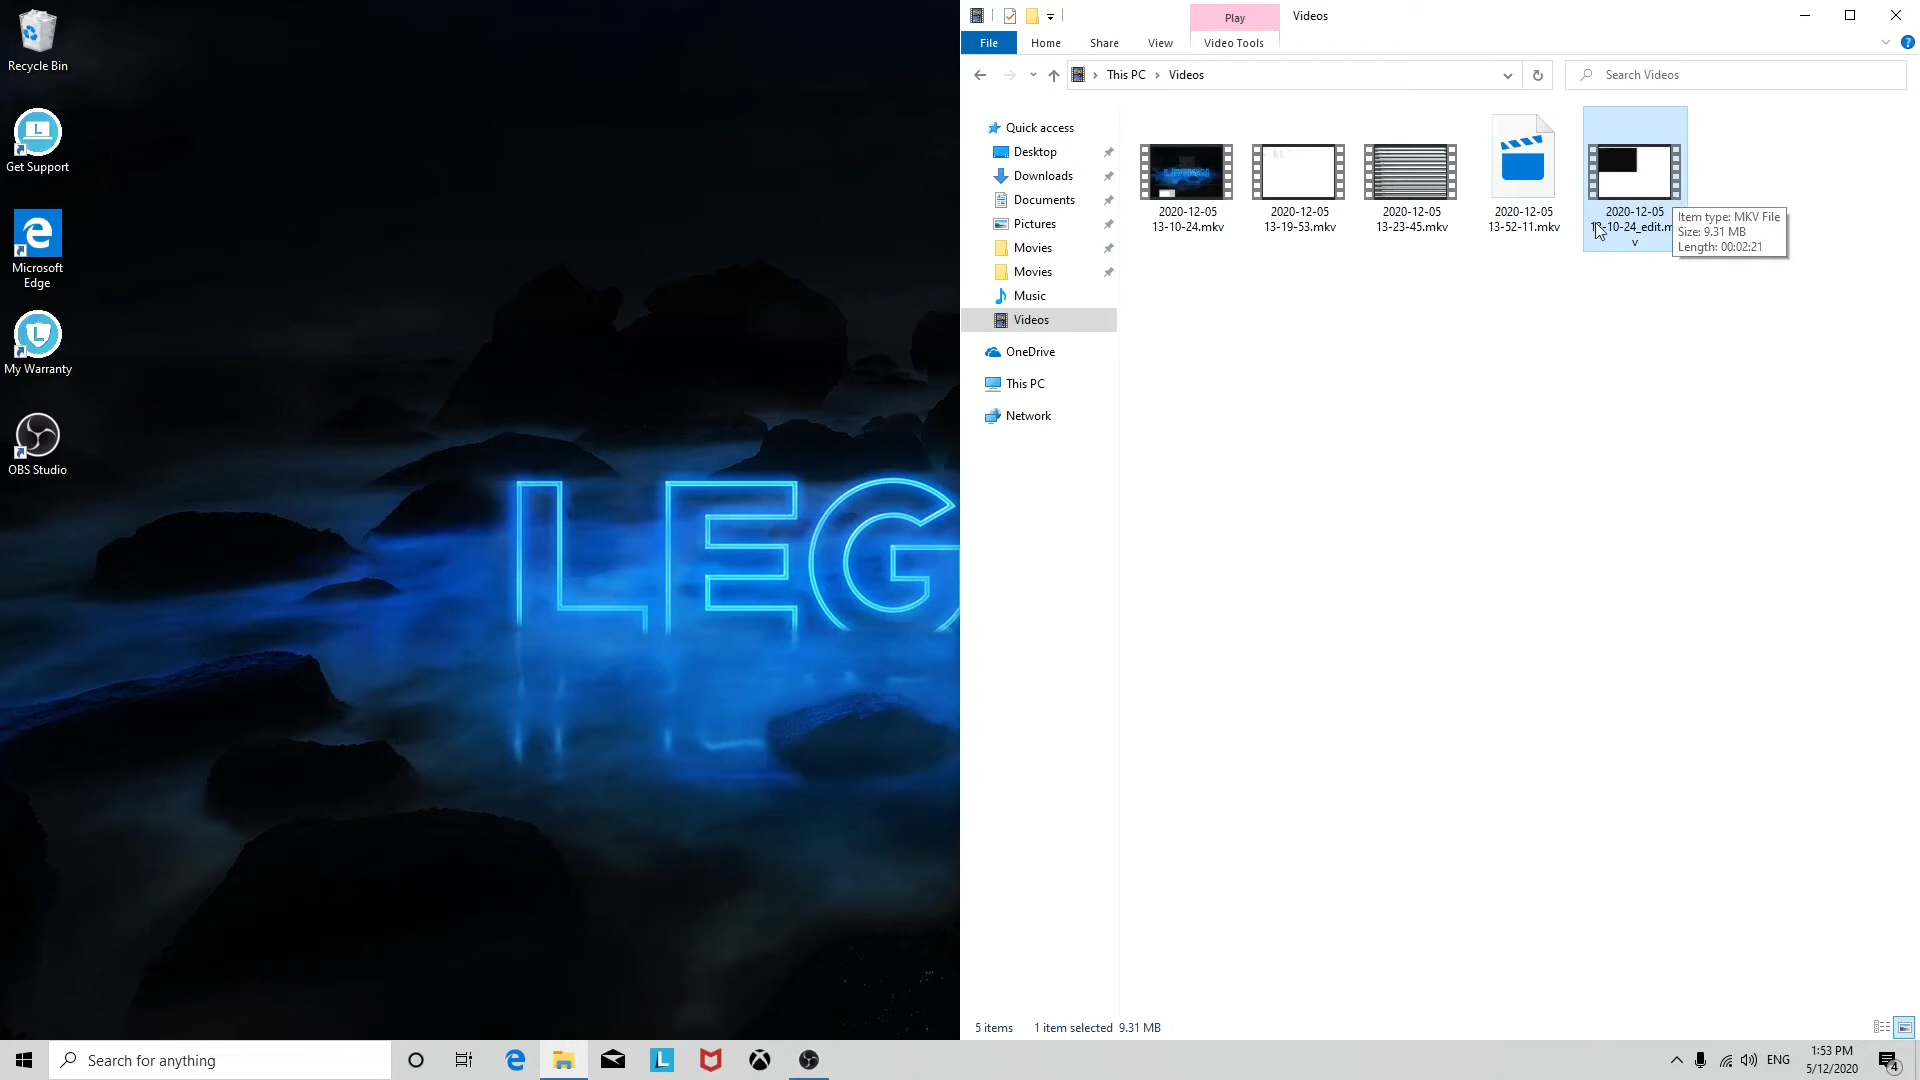 Recycle Bin
Get Support
Microsoft
Edge
My Warranty
OBS Studio
LEG
Play
Videos
File
Home
Share
View
Video Tools
This PC
Videos
Search Videos
Quick access
Desktop
Downloads
Documents
Pictures
Movies
Movies
Music
Videos
OneDrive
This PC
Network
2020-12-05
13-10-24.mkv
2020-12-05
13-19-53.mkv
2020-12-05
13-23-45.mkv
2020-12-05
13-52-11.mkv
2020-12-05
13-10-24_edit.m
v
Item type: MKV File
Size: 9.31 MB
Length: 00:02:21
5 items
1 item selected 9.31 MB
Search for anything
ENG
1:53 PM
5/12/2020
4